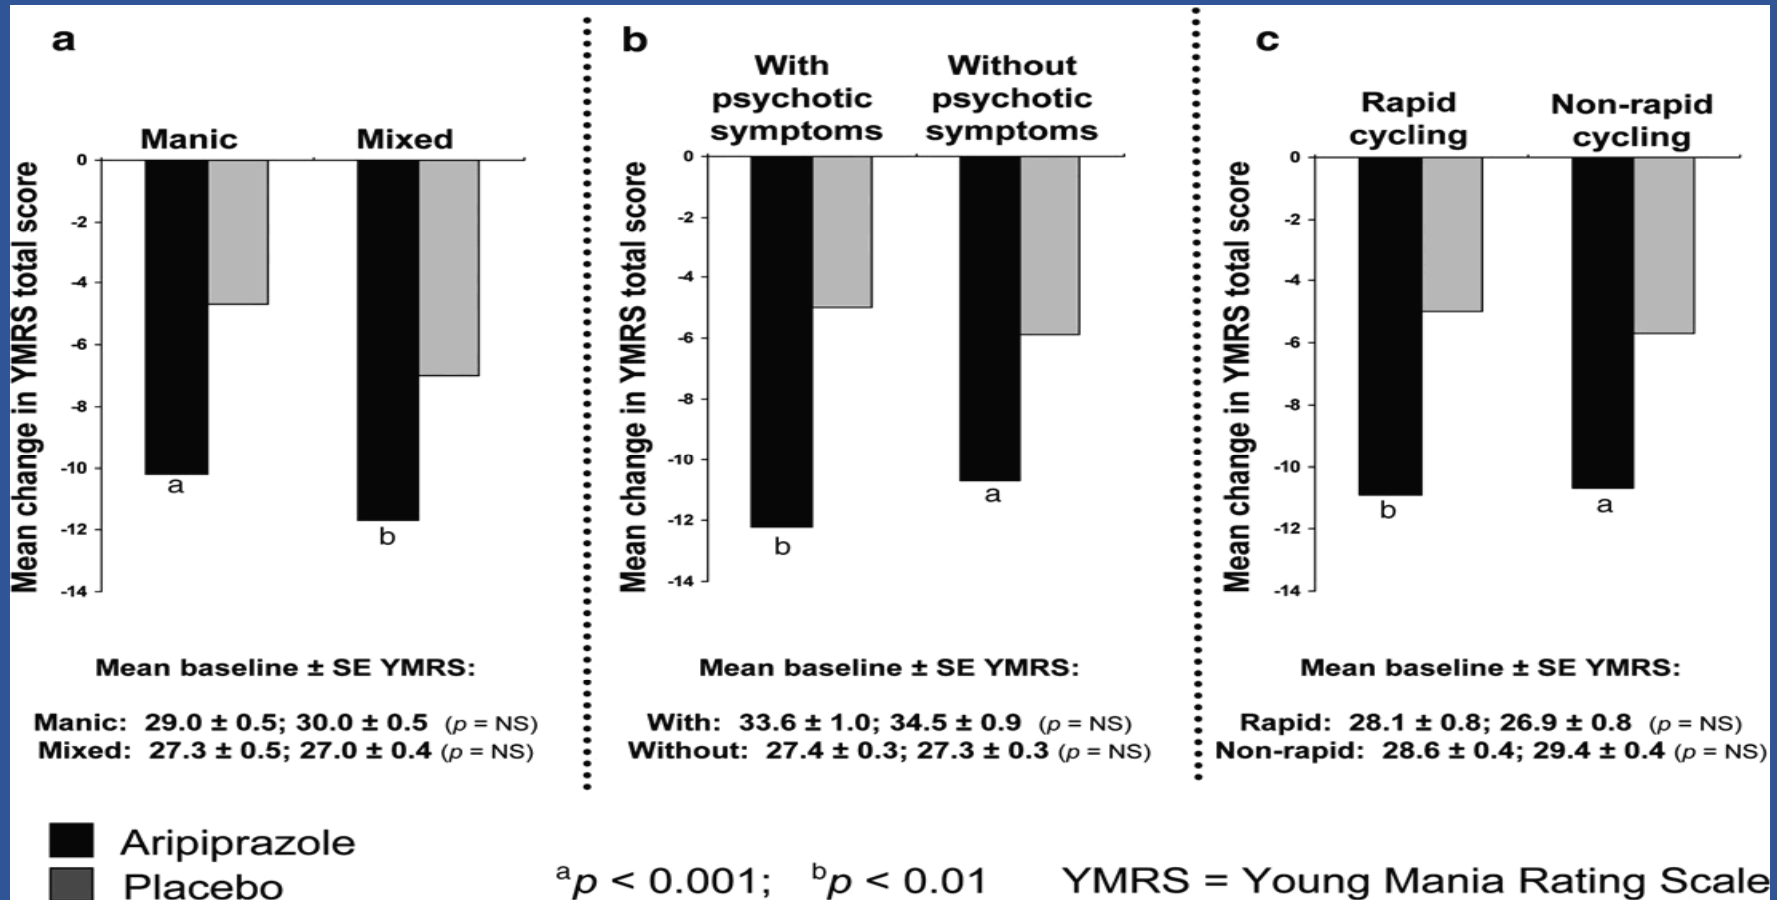 a
Manic Mixed
Mean change in YMRS total score
0
-2
-4
-6
-8
-10
-12
-14
a
b
Mean baseline ± SE YMRS:
Manic: 29.0 ± 0.5; 30.0 ± 0.5 (p = NS)
Mixed: 27.3 ± 0.5; 27.0 ± 0.4 (p = NS)
b
With
psychotic
symptoms
Without
psychotic
symptoms
Mean change in YMRS total score
0
-2
-4
-6
-8
-10
-12
-14
b
a
Mean baseline ± SE YMRS:
With: 33.6 ± 1.0; 34.5 ± 0.9 (p = NS)
Without: 27.4 ± 0.3; 27.3 ± 0.3 (p = NS)
c
Rapid
cycling
Non-rapid
cycling
Mean change in YMRS total score
0
-2
-4
-6
-8
-10
-12
-14
b
a
Mean baseline ± SE YMRS:
Rapid: 28.1 ± 0.8; 26.9 ± 0.8 (p = NS)
Non-rapid: 28.6 ± 0.4; 29.4 ± 0.4 (p = NS)
Aripiprazole
Placebo
ᵃp < 0.001; ᵇp < 0.01 YMRS = Young Mania Rating Scale